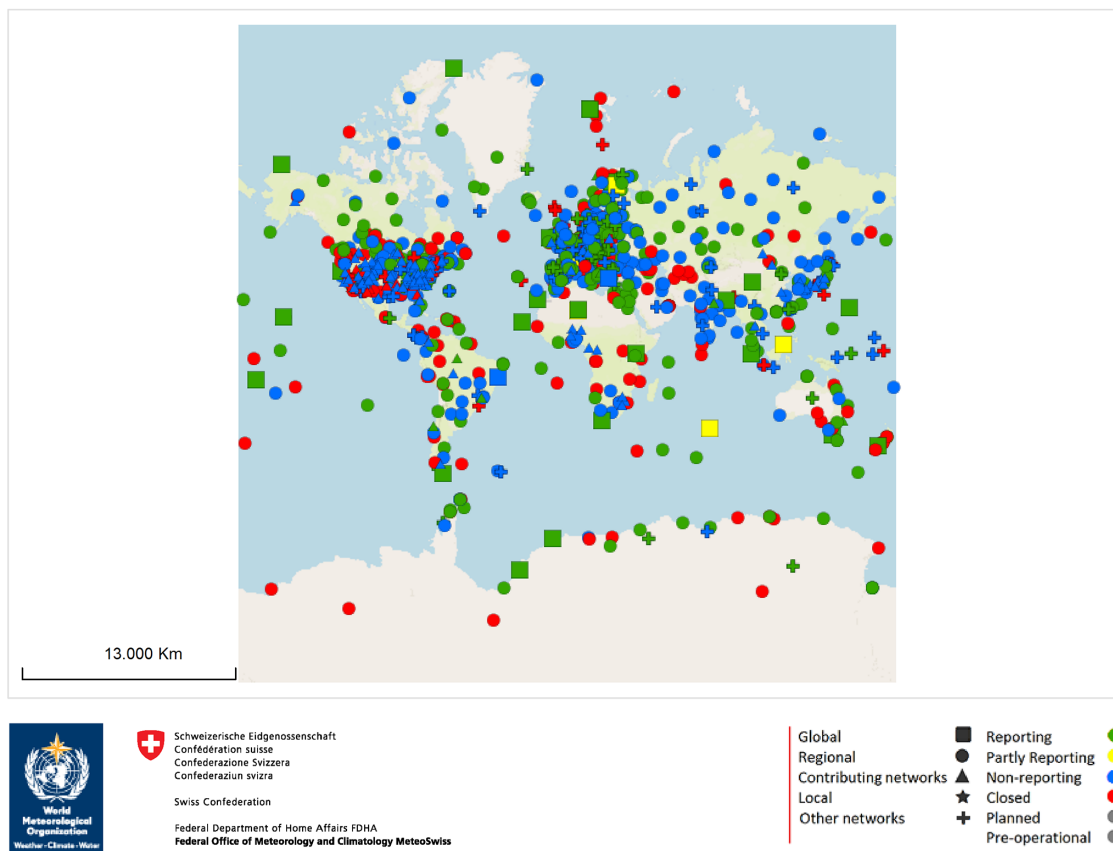 13.000 Km
World
Meteorological
Organization
Weather · Climate · Water
Schweizerische Eidgenossenschaft
Confédération suisse
Confederazione Svizzera
Confederaziun svizra
Swiss Confederation
Federal Department of Home Affairs FDHA
Federal Office of Meteorology and Climatology MeteoSwiss
Global
Regional
Contributing networks
Local
Other networks
Reporting
Partly Reporting
Non-reporting
Closed
Planned
Pre-operational